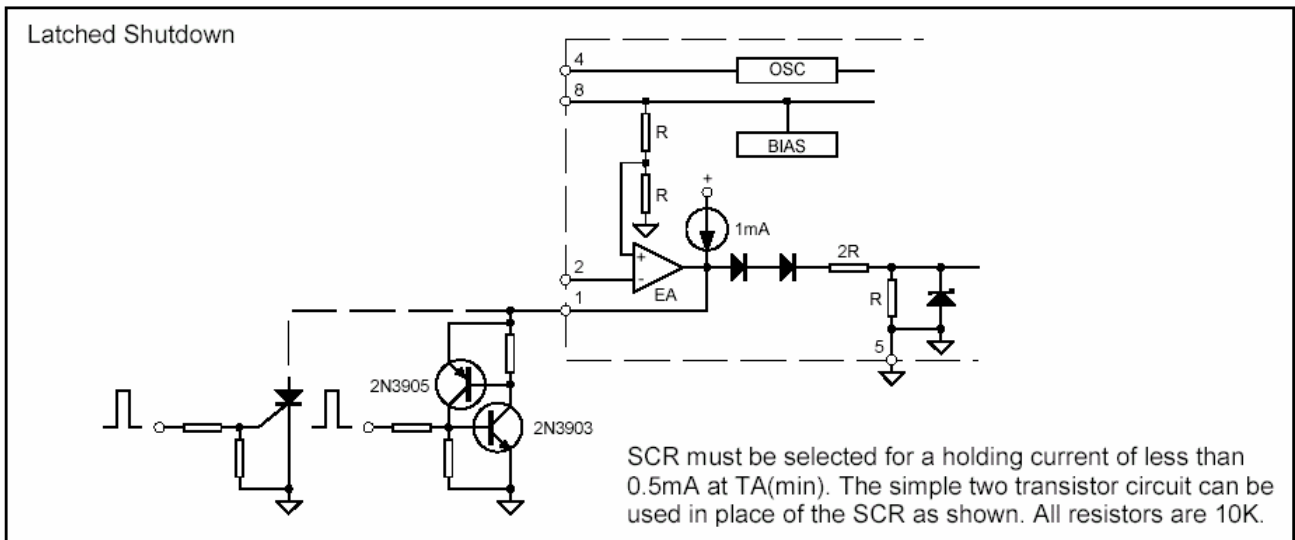 Latched Shutdown
4
OSC
8
R
BIAS
R
+
1mA
2
+
-
EA
2R
1
R
5
2N3905
2N3903
SCR must be selected for a holding current of less than
0.5mA at TA(min). The simple two transistor circuit can be
used in place of the SCR as shown. All resistors are 10K.